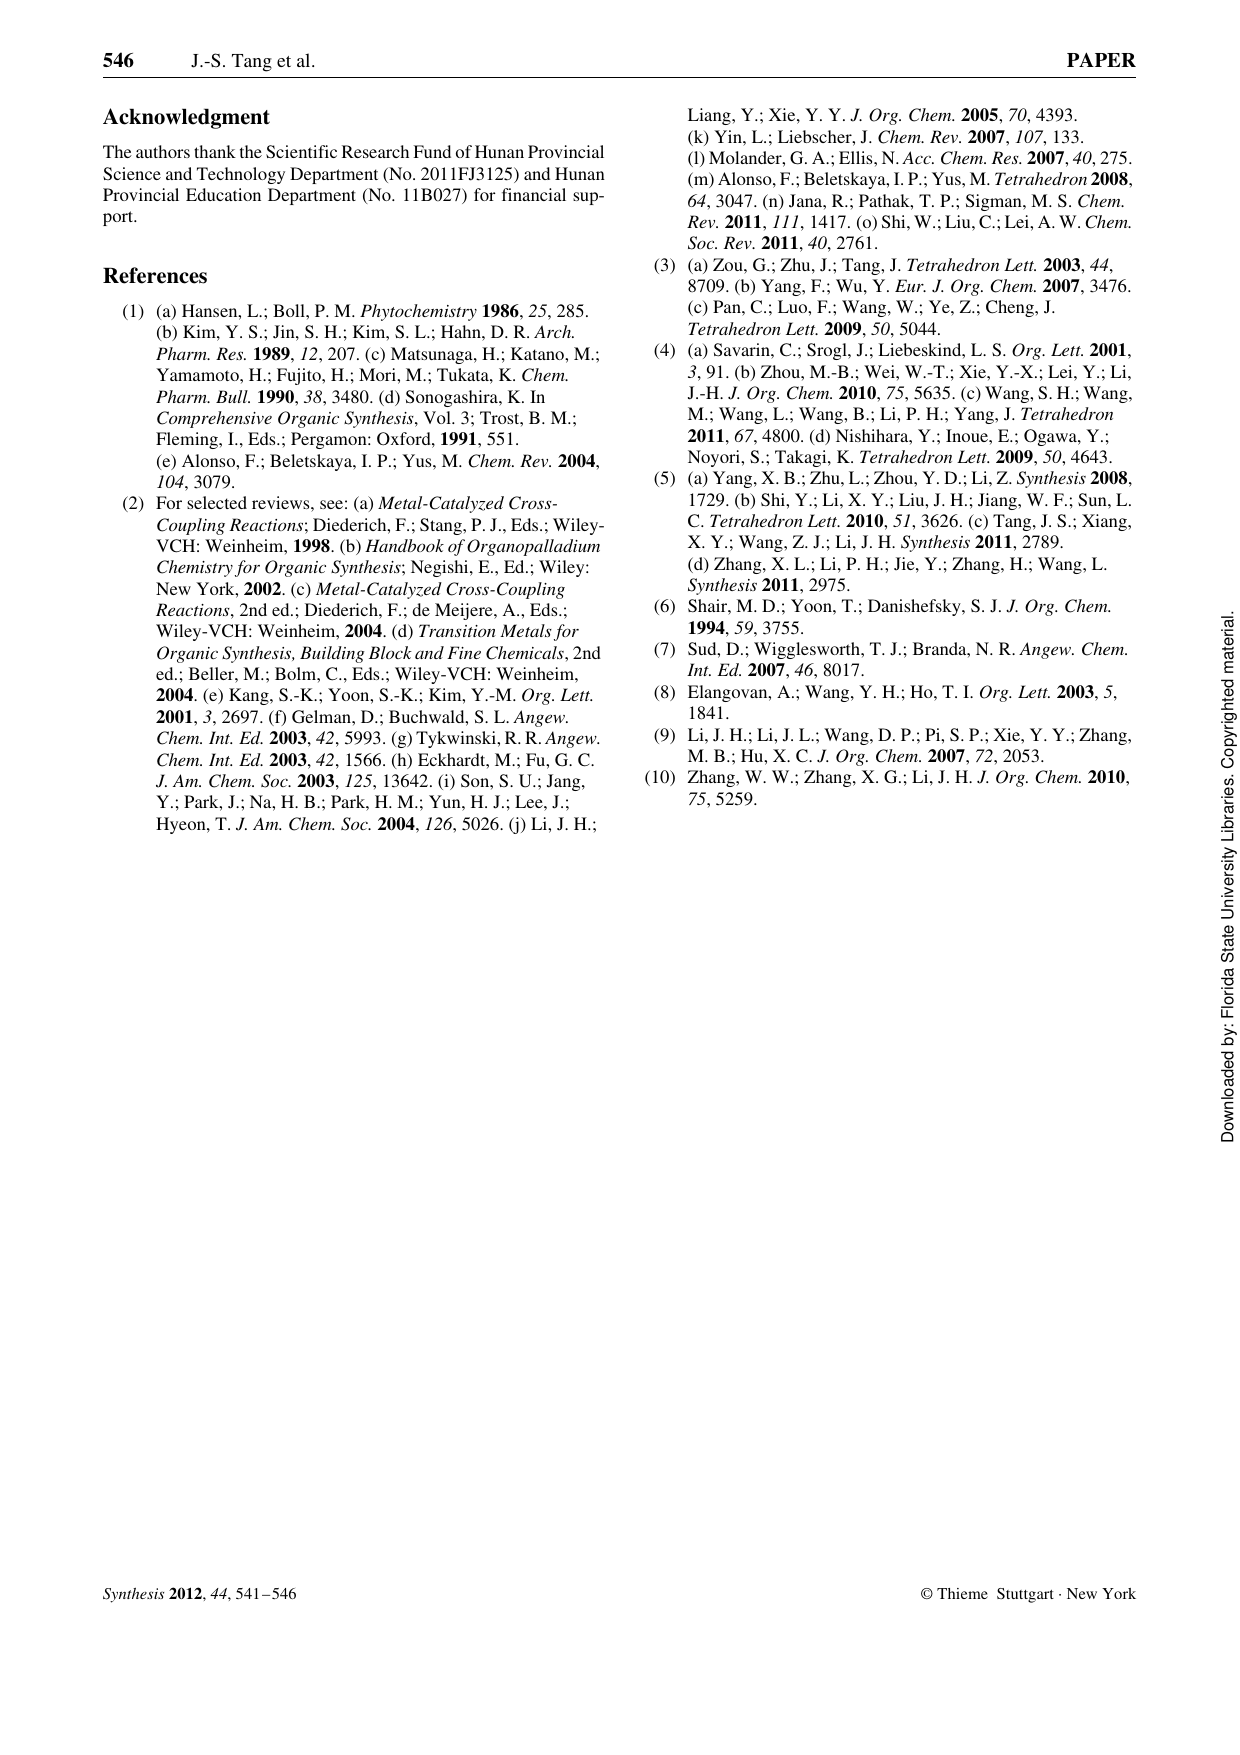 546 J.-S. Tang et al. PAPER
Acknowledgment
The authors thank the Scientific Research Fund of Hunan Provincial
Science and Technology Department (No. 2011FJ3125) and Hunan
Provincial Education Department (No. 11B027) for financial sup-
port.
References
(1) (a) Hansen, L.; Boll, P. M. Phytochemistry 1986, 25, 285.
(b) Kim, Y. S.; Jin, S. H.; Kim, S. L.; Hahn, D. R. Arch.
Pharm. Res. 1989, 12, 207. (c) Matsunaga, H.; Katano, M.;
Yamamoto, H.; Fujito, H.; Mori, M.; Tukata, K. Chem.
Pharm. Bull. 1990, 38, 3480. (d) Sonogashira, K. In
Comprehensive Organic Synthesis, Vol. 3; Trost, B. M.;
Fleming, I., Eds.; Pergamon: Oxford, 1991, 551.
(e) Alonso, F.; Beletskaya, I. P.; Yus, M. Chem. Rev. 2004,
104, 3079.
(2) For selected reviews, see: (a) Metal-Catalyzed Cross-
Coupling Reactions; Diederich, F.; Stang, P. J., Eds.; Wiley-
VCH: Weinheim, 1998. (b) Handbook of Organopalladium
Chemistry for Organic Synthesis; Negishi, E., Ed.; Wiley:
New York, 2002. (c) Metal-Catalyzed Cross-Coupling
Reactions, 2nd ed.; Diederich, F.; de Meijere, A., Eds.;
Wiley-VCH: Weinheim, 2004. (d) Transition Metals for
Organic Synthesis, Building Block and Fine Chemicals, 2nd
ed.; Beller, M.; Bolm, C., Eds.; Wiley-VCH: Weinheim,
2004. (e) Kang, S.-K.; Yoon, S.-K.; Kim, Y.-M. Org. Lett.
2001, 3, 2697. (f) Gelman, D.; Buchwald, S. L. Angew.
Chem. Int. Ed. 2003, 42, 5993. (g) Tykwinski, R. R. Angew.
Chem. Int. Ed. 2003, 42, 1566. (h) Eckhardt, M.; Fu, G. C.
J. Am. Chem. Soc. 2003, 125, 13642. (i) Son, S. U.; Jang,
Y.; Park, J.; Na, H. B.; Park, H. M.; Yun, H. J.; Lee, J.;
Hyeon, T. J. Am. Chem. Soc. 2004, 126, 5026. (j) Li, J. H.;
Liang, Y.; Xie, Y. Y. J. Org. Chem. 2005, 70, 4393.
(k) Yin, L.; Liebscher, J. Chem. Rev. 2007, 107, 133.
(l) Molander, G. A.; Ellis, N. Acc. Chem. Res. 2007, 40, 275.
(m) Alonso, F.; Beletskaya, I. P.; Yus, M. Tetrahedron 2008,
64, 3047. (n) Jana, R.; Pathak, T. P.; Sigman, M. S. Chem.
Rev. 2011, 111, 1417. (o) Shi, W.; Liu, C.; Lei, A. W. Chem.
Soc. Rev. 2011, 40, 2761.
(3) (a) Zou, G.; Zhu, J.; Tang, J. Tetrahedron Lett. 2003, 44,
8709. (b) Yang, F.; Wu, Y. Eur. J. Org. Chem. 2007, 3476.
(c) Pan, C.; Luo, F.; Wang, W.; Ye, Z.; Cheng, J.
Tetrahedron Lett. 2009, 50, 5044.
(4) (a) Savarin, C.; Srogl, J.; Liebeskind, L. S. Org. Lett. 2001,
3, 91. (b) Zhou, M.-B.; Wei, W.-T.; Xie, Y.-X.; Lei, Y.; Li,
J.-H. J. Org. Chem. 2010, 75, 5635. (c) Wang, S. H.; Wang,
M.; Wang, L.; Wang, B.; Li, P. H.; Yang, J. Tetrahedron
2011, 67, 4800. (d) Nishihara, Y.; Inoue, E.; Ogawa, Y.;
Noyori, S.; Takagi, K. Tetrahedron Lett. 2009, 50, 4643.
(5) (a) Yang, X. B.; Zhu, L.; Zhou, Y. D.; Li, Z. Synthesis 2008,
1729. (b) Shi, Y.; Li, X. Y.; Liu, J. H.; Jiang, W. F.; Sun, L.
C. Tetrahedron Lett. 2010, 51, 3626. (c) Tang, J. S.; Xiang,
X. Y.; Wang, Z. J.; Li, J. H. Synthesis 2011, 2789.
(d) Zhang, X. L.; Li, P. H.; Jie, Y.; Zhang, H.; Wang, L.
Synthesis 2011, 2975.
(6) Shair, M. D.; Yoon, T.; Danishefsky, S. J. J. Org. Chem.
1994, 59, 3755.
(7) Sud, D.; Wigglesworth, T. J.; Branda, N. R. Angew. Chem.
Int. Ed. 2007, 46, 8017.
(8) Elangovan, A.; Wang, Y. H.; Ho, T. I. Org. Lett. 2003, 5,
1841.
(9) Li, J. H.; Li, J. L.; Wang, D. P.; Pi, S. P.; Xie, Y. Y.; Zhang,
M. B.; Hu, X. C. J. Org. Chem. 2007, 72, 2053.
(10) Zhang, W. W.; Zhang, X. G.; Li, J. H. J. Org. Chem. 2010,
75, 5259.
Downloaded by: Florida State University Libraries. Copyrighted material.
Synthesis 2012, 44, 541–546 © Thieme Stuttgart · New York